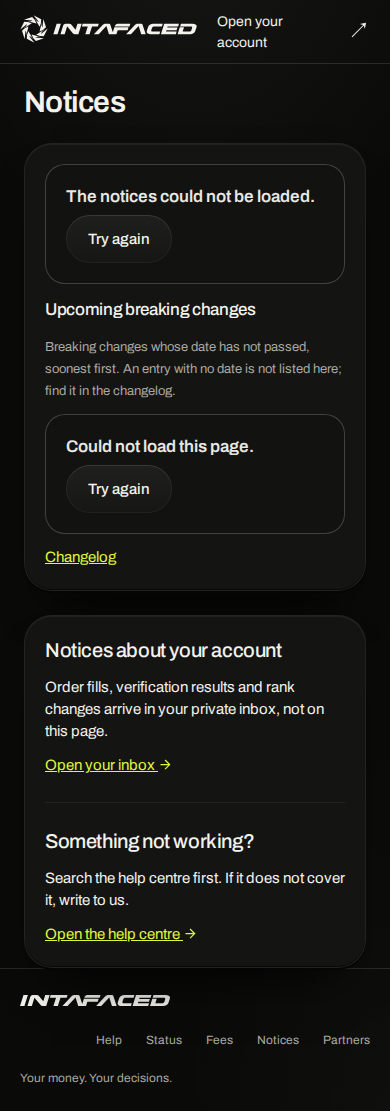 INTAFACED
Open your
account
Notices
The notices could not be loaded.
Try again
Upcoming breaking changes
Breaking changes whose date has not passed,
soonest first. An entry with no date is not listed here;
find it in the changelog.
Could not load this page.
Try again
Changelog
Notices about your account
Order fills, verification results and rank
changes arrive in your private inbox, not on
this page.
Open your inbox →
Something not working?
Search the help centre first. If it does not cover
it, write to us.
Open the help centre →
INTAFACED
Help Status Fees Notices Partners
Your money. Your decisions.